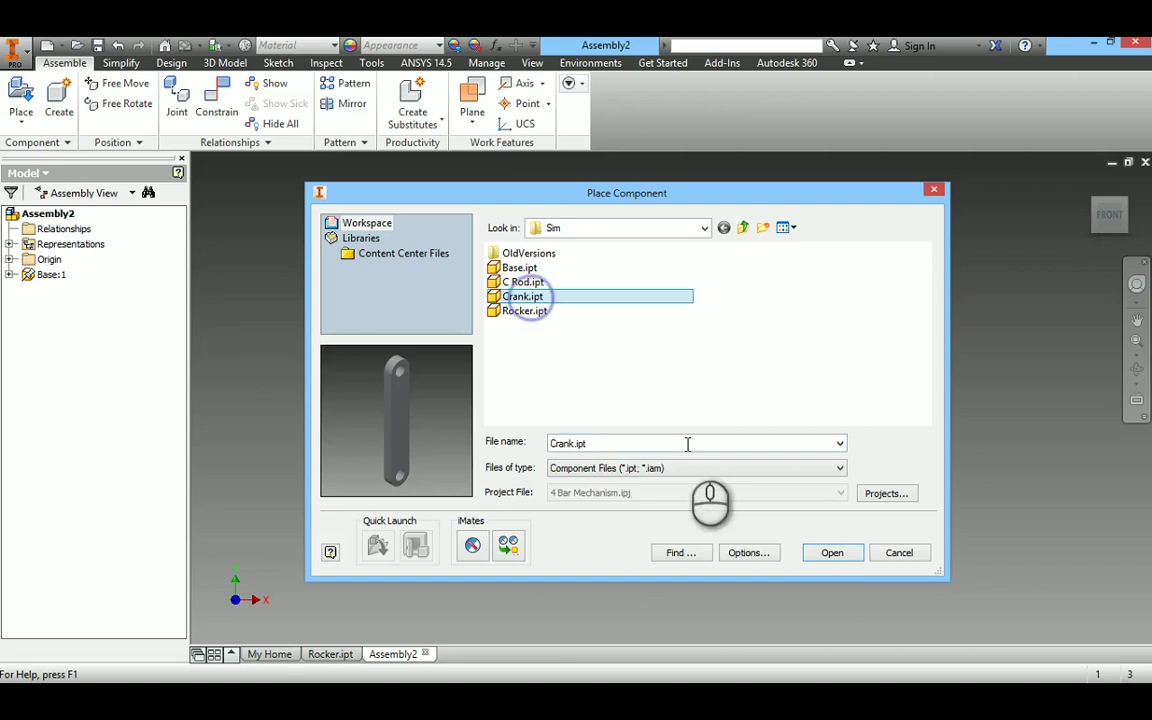 Material
Appearance
Assembly2
Sign In
PRO
Assemble
Simplify
Design
3D Model
Sketch
Inspect
Tools
ANSYS 14.5
Manage
View
Environments
Get Started
Add-Ins
Autodesk 360
Place
Create
Free Move
Free Rotate
Joint
Constrain
Show
Show Sick
Hide All
Pattern
Mirror
Create
Substitutes
Plane
Axis
Point
UCS
Component
Position
Relationships
Pattern
Productivity
Work Features
Model
Assembly View
Assembly2
Relationships
Representations
Origin
Base:1
Place Component
Workspace
Libraries
Content Center Files
Look in:
Sim
OldVersions
Base.ipt
C Rod.ipt
Crank.ipt
Rocker.ipt
File name:
Crank.ipt
Files of type:
Component Files (*.ipt; *.iam)
Project File:
4 Bar Mechanism.ipj
Projects...
Quick Launch
iMates
Find ...
Options...
Open
Cancel
FRONT
X
My Home
Rocker.ipt
Assembly2
For Help, press F1
1
3